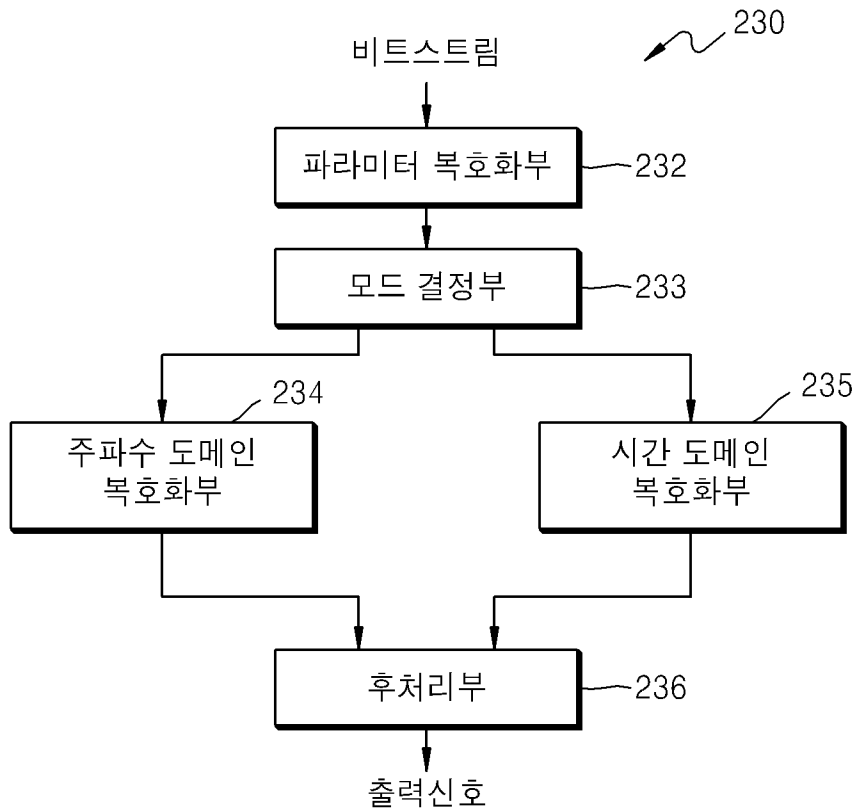 230
비트스트림
파라미터 복호화부
232
모드 결정부
233
234
235
주파수 도메인
복호화부
시간 도메인
복호화부
후처리부
236
출력신호